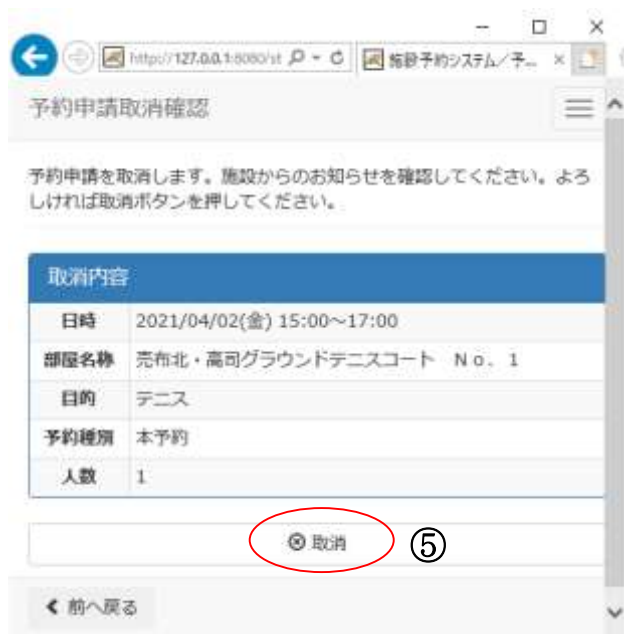 http://127.0.0.1:8080/st
施設予約システム／予...
予約申請取消確認
予約申請を取消します。施設からのお知らせを確認してください。よろ
しければ取消ボタンを押してください。
取消内容
日時 2021/04/02(金) 15:00～17:00
部屋名称 売布北・高司グラウンドテニスコート Ｎｏ．１
目的 テニス
予約種別 本予約
人数 1
取消 ⑤
前へ戻る